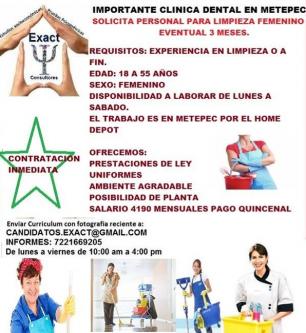 IMPORTANTE CLINICA DENTAL EN METEPEC
SOLICITA PERSONAL PARA LIMPIEZA FEMENINO
EVENTUAL 3 MESES.
Exact
Consultores
REQUISITOS: EXPERIENCIA EN LIMPIEZA O A
FIN.
EDAD: 18 A 55 AÑOS
SEXO: FEMENINO
DISPONIBILIDAD A LABORAR DE LUNES A
SABADO.
EL TRABAJO ES EN METEPEC POR EL HOME
DEPOT
CONTRATACION
INMEDIATA
OFRECEMOS:
PRESTACIONES DE LEY
UNIFORMES
AMBIENTE AGRADABLE
POSIBILIDAD DE PLANTA
SALARIO 4190 MENSUALES PAGO QUINCENAL
Enviar Curriculum con fotografía reciente a:
CANDIDATOS.EXACT@GMAIL.COM
INFORMES: 7221669205
De lunes a viernes de 10:00 am a 4:00 pm